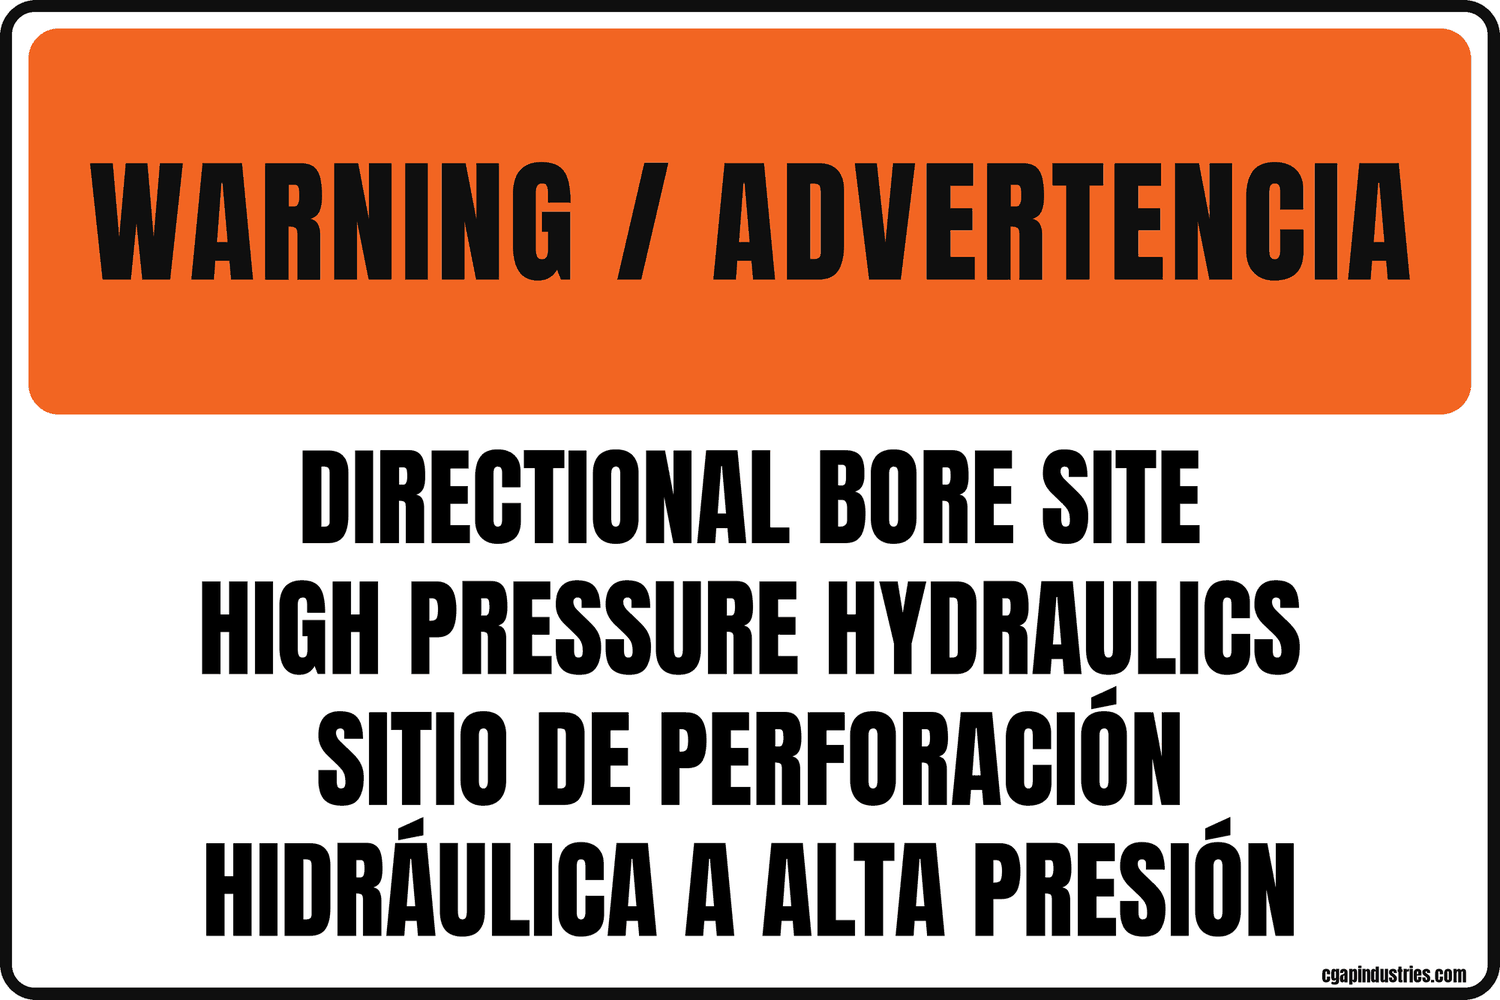 WARNING / ADVERTENCIA
DIRECTIONAL BORE SITE
HIGH PRESSURE HYDRAULICS
SITIO DE PERFORACIÓN
HIDRÁULICA A ALTA PRESIÓN
cgapindustries.com